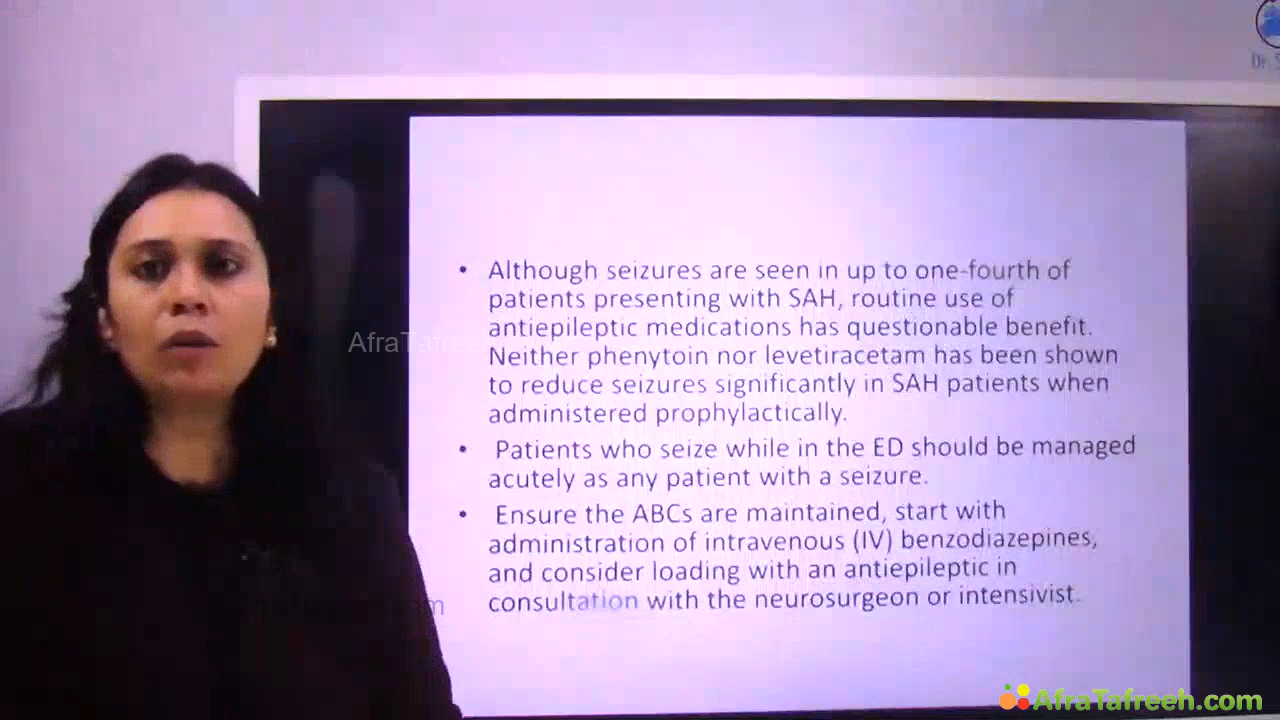 Dr.
• Although seizures are seen in up to one-fourth of
patients presenting with SAH, routine use of
antiepileptic medications has questionable benefit.
Neither phenytoin nor levetiracetam has been shown
to reduce seizures significantly in SAH patients when
administered prophylactically.
• Patients who seize while in the ED should be managed
acutely as any patient with a seizure.
• Ensure the ABCs are maintained, start with
administration of intravenous (IV) benzodiazepines,
and consider loading with an antiepileptic in
consultation with the neurosurgeon or intensivist.
AfraTafreeh
AfraTafreeh.com